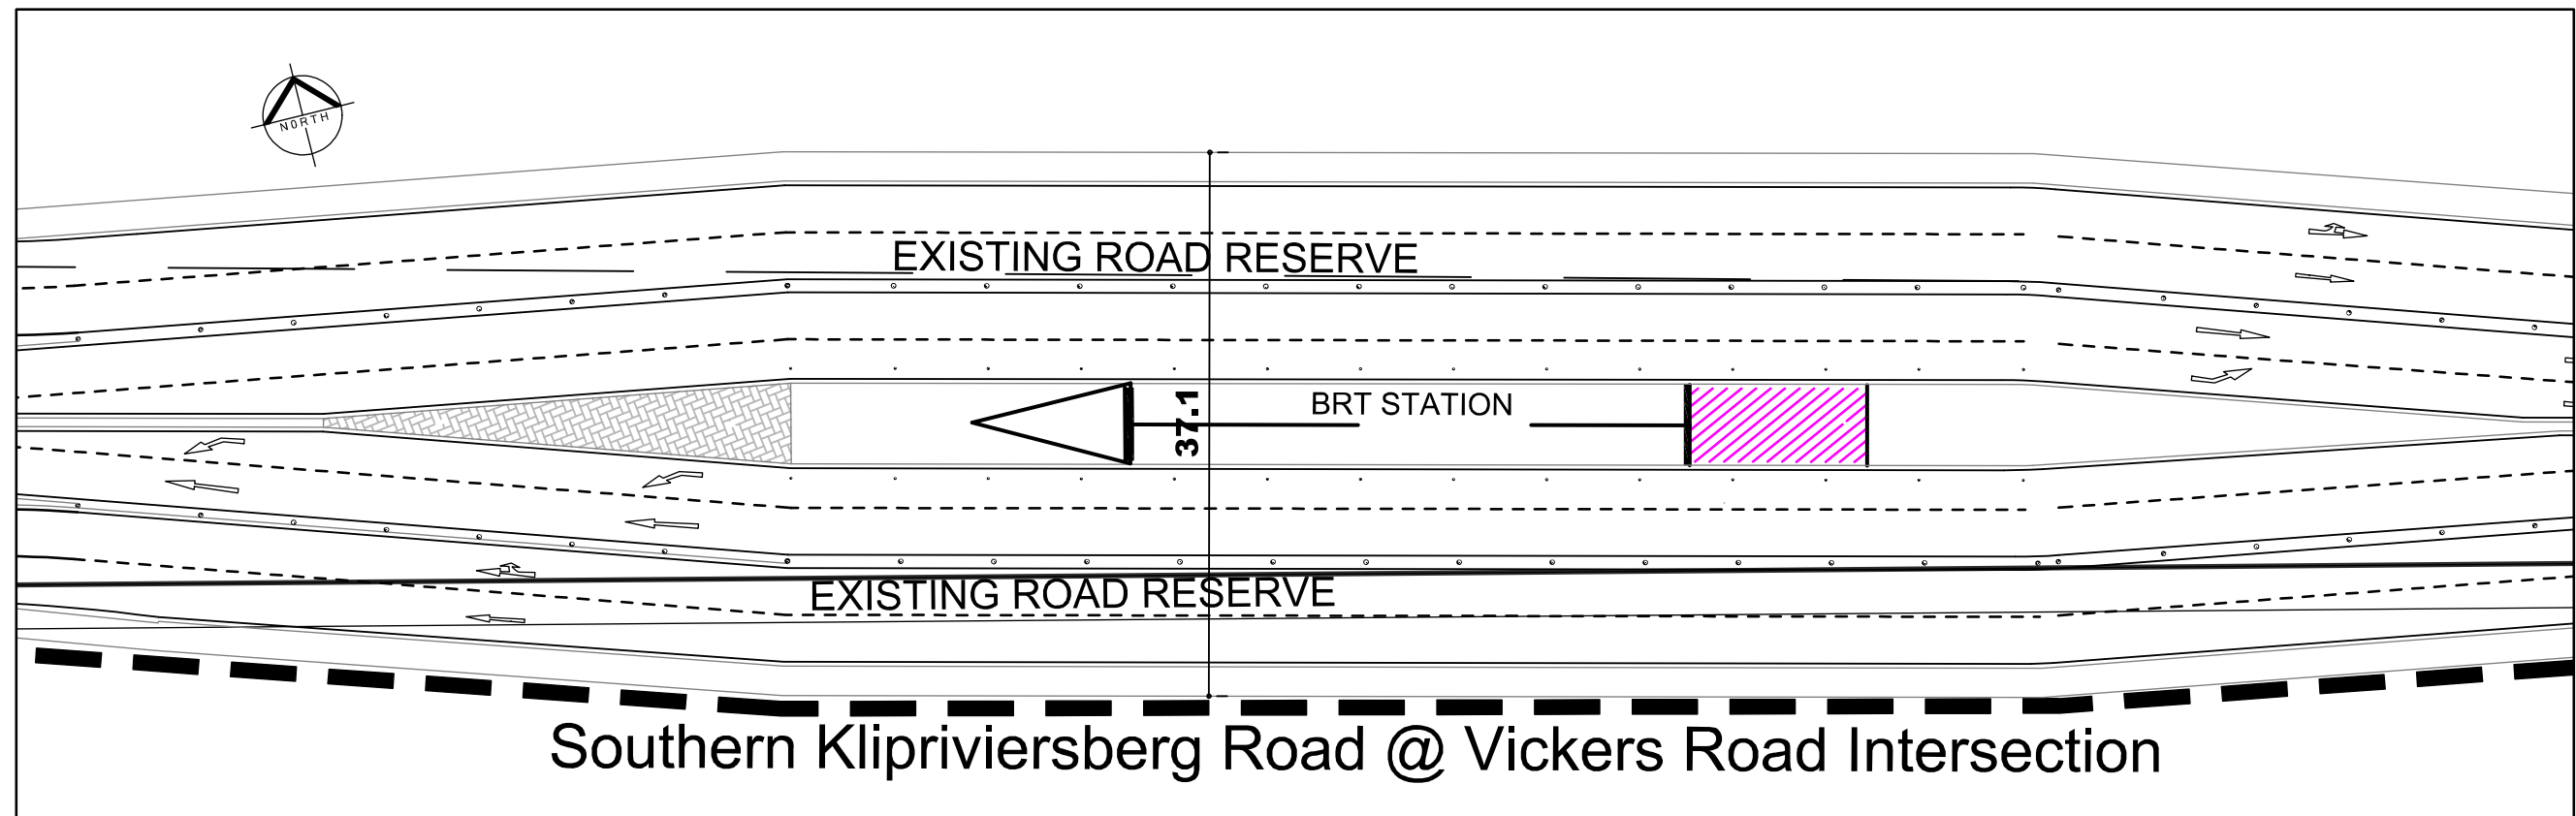 NORTH
EXISTING ROAD RESERVE
BRT STATION
37.1
EXISTING ROAD RESERVE
Southern Klipriviersberg Road @ Vickers Road Intersection